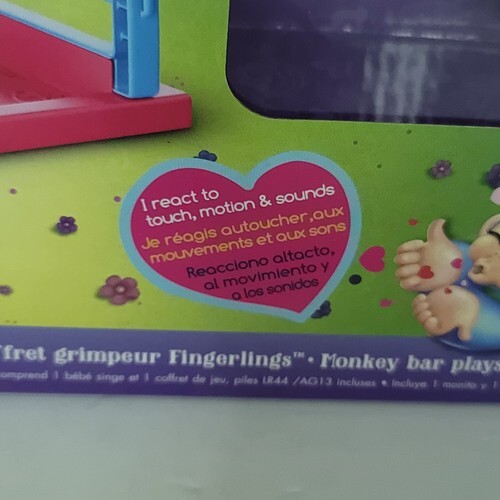 I react to
touch, motion & sounds
Je réagis autoucher,aux
mouvements et aux sons
Reacciono altacto,
al movimiento y
a los sonidos
ffret grimpeur Fingerlings™ • Monkey bar plays
omprend 1 bébé singe et 1 coffret de jeu, piles LR44 /AG13 incluses • Incluye 1 monito y 1